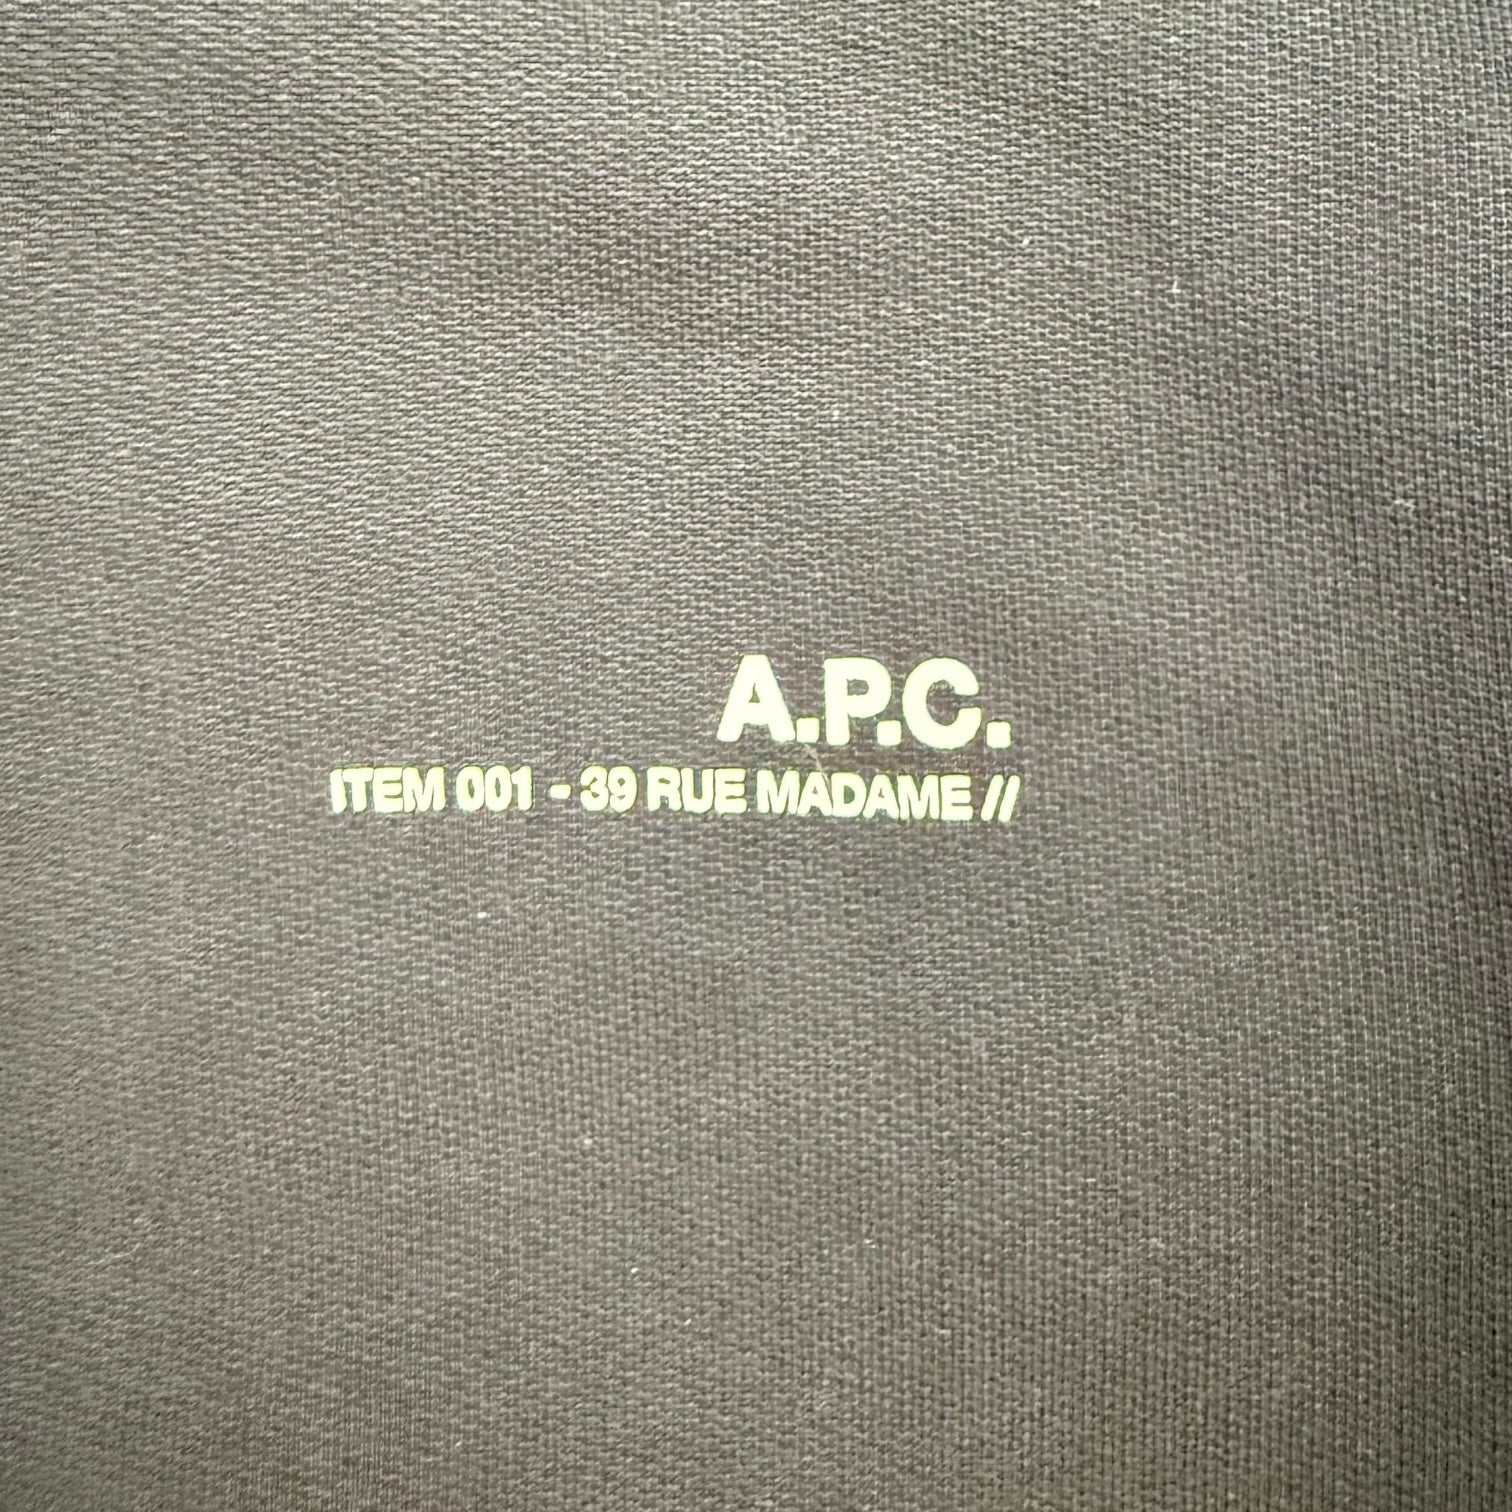 A.P.C.
ITEM 001 - 39 RUE MADAME //